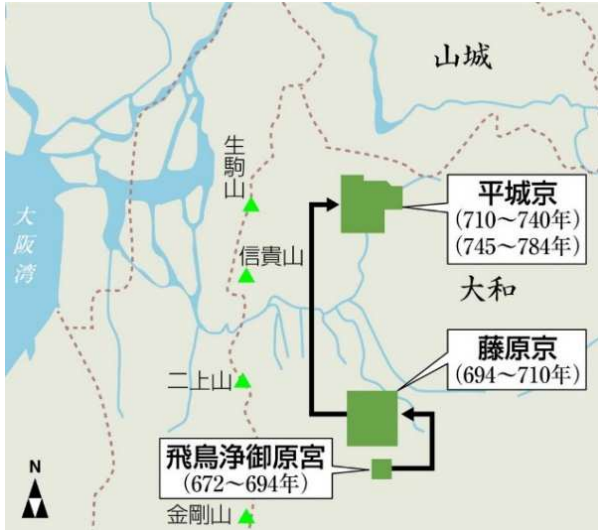 山城
生駒山
大阪湾
平城京
(710〜740年)
(745〜784年)
信貴山
大和
藤原京
(694〜710年)
二上山
飛鳥浄御原宮
(672〜694年)
N
金剛山